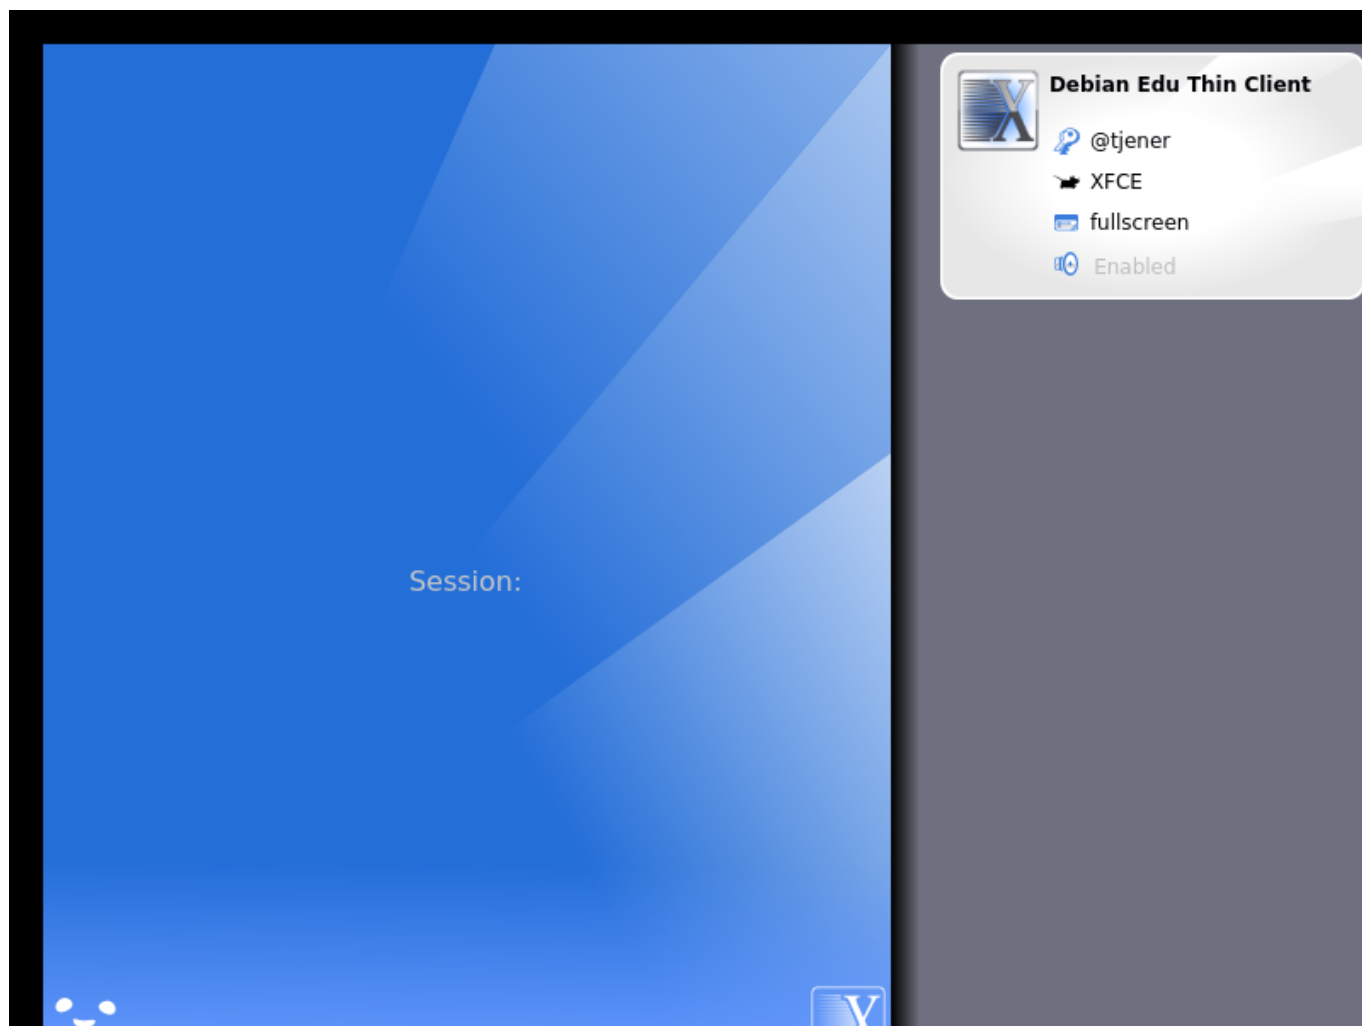 Debian Edu Thin Client
@tjener
XFCE
fullscreen
Enabled
Session:
X
X